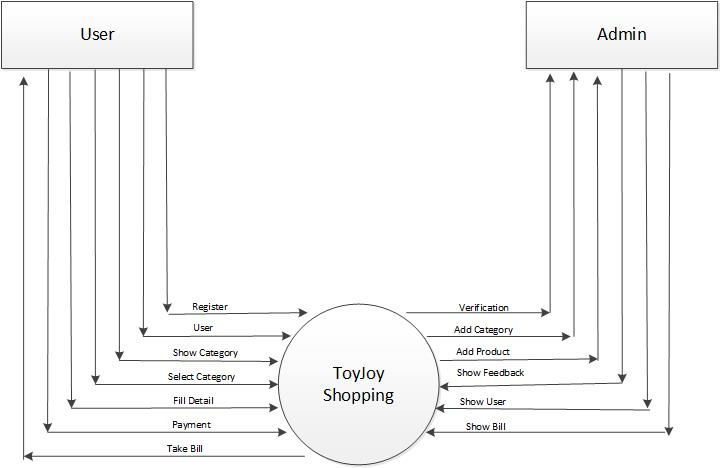 User
Admin
Register
Verification
User
Add Category
Show Category
Add Product
ToyJoy
Shopping
Show Feedback
Select Category
Fill Detail
Show User
Payment
Show Bill
Take Bill